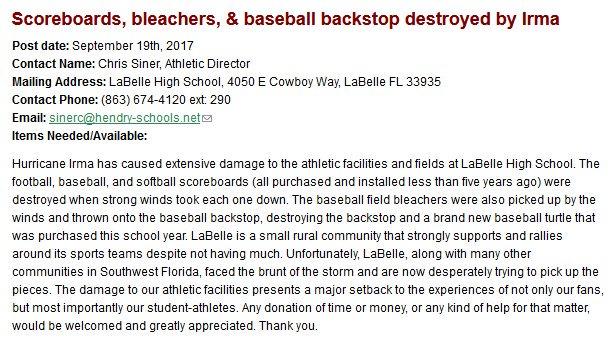 Scoreboards, bleachers, & baseball backstop destroyed by Irma
Post date: September 19th, 2017
Contact Name: Chris Siner, Athletic Director
Mailing Address: LaBelle High School, 4050 E Cowboy Way, LaBelle FL 33935
Contact Phone: (863) 674-4120 ext: 290
Email: sinerc@hendry-schools.net
Items Needed/Available:
Hurricane Irma has caused extensive damage to the athletic facilities and fields at LaBelle High School. The
football, baseball, and softball scoreboards (all purchased and installed less than five years ago) were
destroyed when strong winds took each one down. The baseball field bleachers were also picked up by the
winds and thrown onto the baseball backstop, destroying the backstop and a brand new baseball turtle that
was purchased this school year. LaBelle is a small rural community that strongly supports and rallies
around its sports teams despite not having much. Unfortunately, LaBelle, along with many other
communities in Southwest Florida, faced the brunt of the storm and are now desperately trying to pick up the
pieces. The damage to our athletic facilities presents a major setback to the experiences of not only our fans,
but most importantly our student-athletes. Any donation of time or money, or any kind of help for that matter,
would be welcomed and greatly appreciated. Thank you.